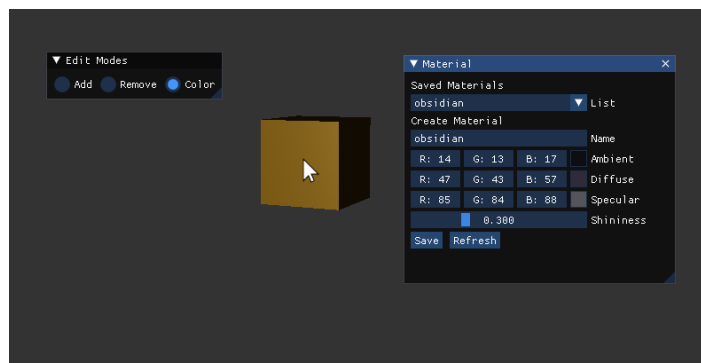 Edit Modes
Add Remove Color
Material
Saved Materials
obsidian List
Create Material
obsidian Name
R: 14 G: 13 B: 17 Ambient
R: 47 G: 43 B: 57 Diffuse
R: 85 G: 84 B: 88 Specular
0.300 Shininess
Save Refresh